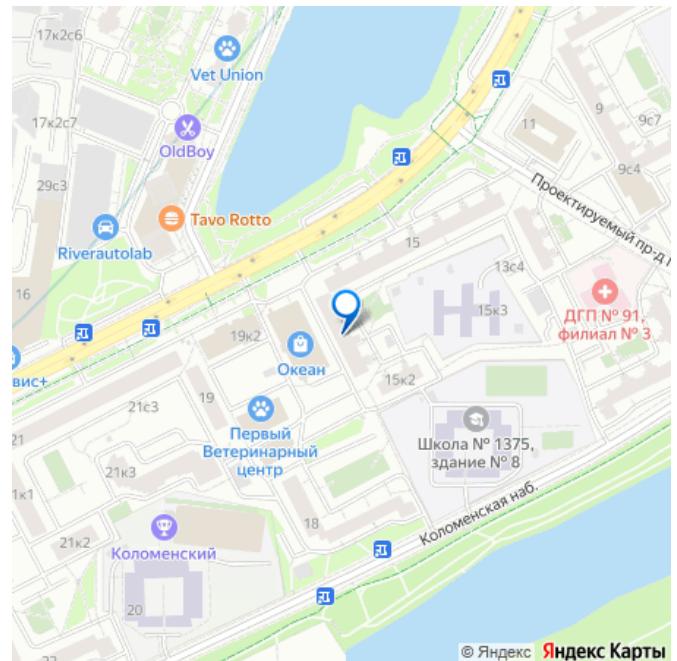 17к2с6
Vet Union
17к2с7
OldBoy
29с3
Tavo Rotto
Riverautolab
16
11
9
9с7
9с4
Проектируемый пр-д
15
13с4
15к3
ДГП № 91,
филиал № 3
19к2
Океан
вис+
19
21с3
15к2
21
Первый
Ветеринарный
центр
Школа № 1375,
здание № 8
21к3
1к1
Коломенская наб.
18
21к2
Коломенский
20
22
© Яндекс Яндекс Карты